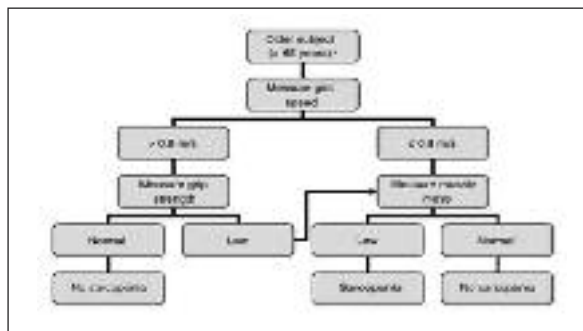 Older subject
(> 65 years)
Measure gait
speed
> 0.8 m/s
≤ 0.8 m/s
Measure grip
strength
Measure muscle
mass
Normal
Low
Low
Normal
No sarcopenia
Sarcopenia
No sarcopenia